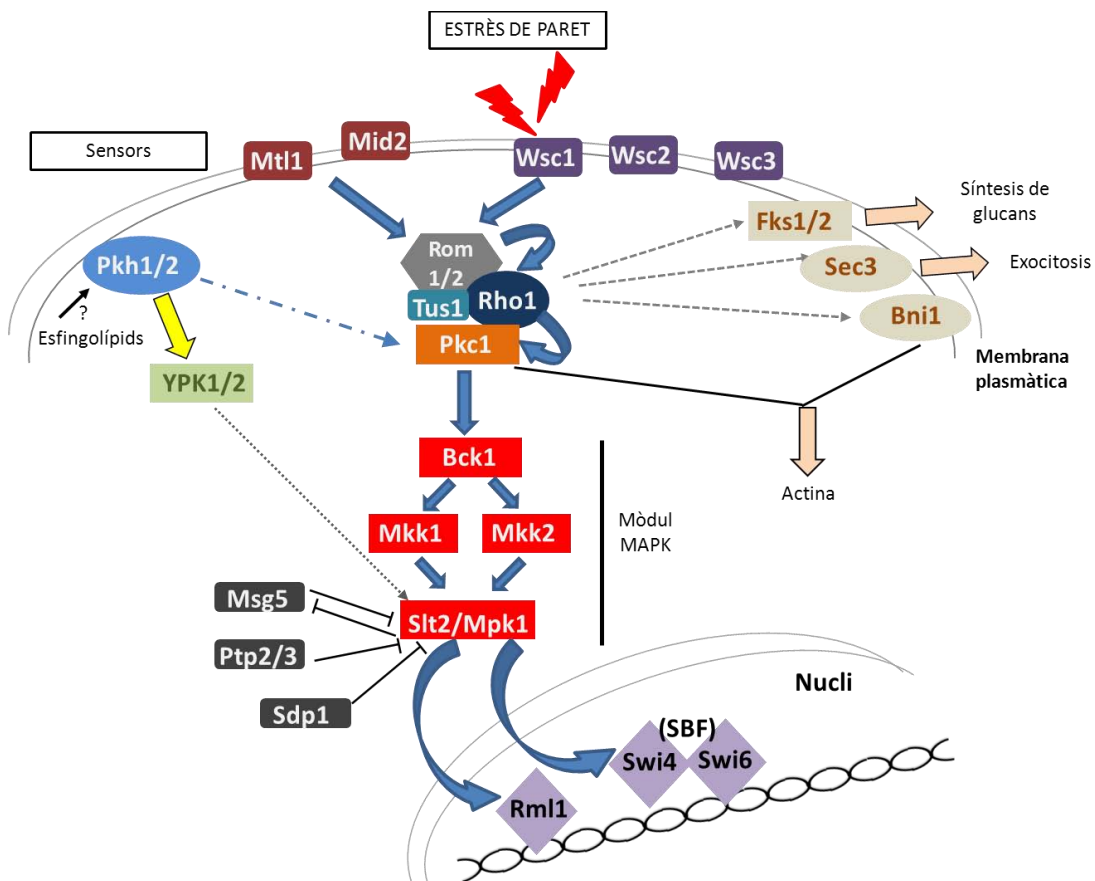 ESTRÈS DE PARET
Sensors
Mtl1
Mid2
Wsc1
Wsc2
Wsc3
Síntesis de
glucans
Fks1/2
Sec3
Exocitosis
Bni1
Membrana
plasmàtica
Pkh1/2
?
Esfingolípids
YPK1/2
Rom
1/2
Tus1
Rho1
Pkc1
Actina
Bck1
Mkk1
Mkk2
Mòdul
MAPK
Msg5
Slt2/Mpk1
Ptp2/3
Sdp1
Nucli
(SBF)
Swi4
Swi6
Rml1